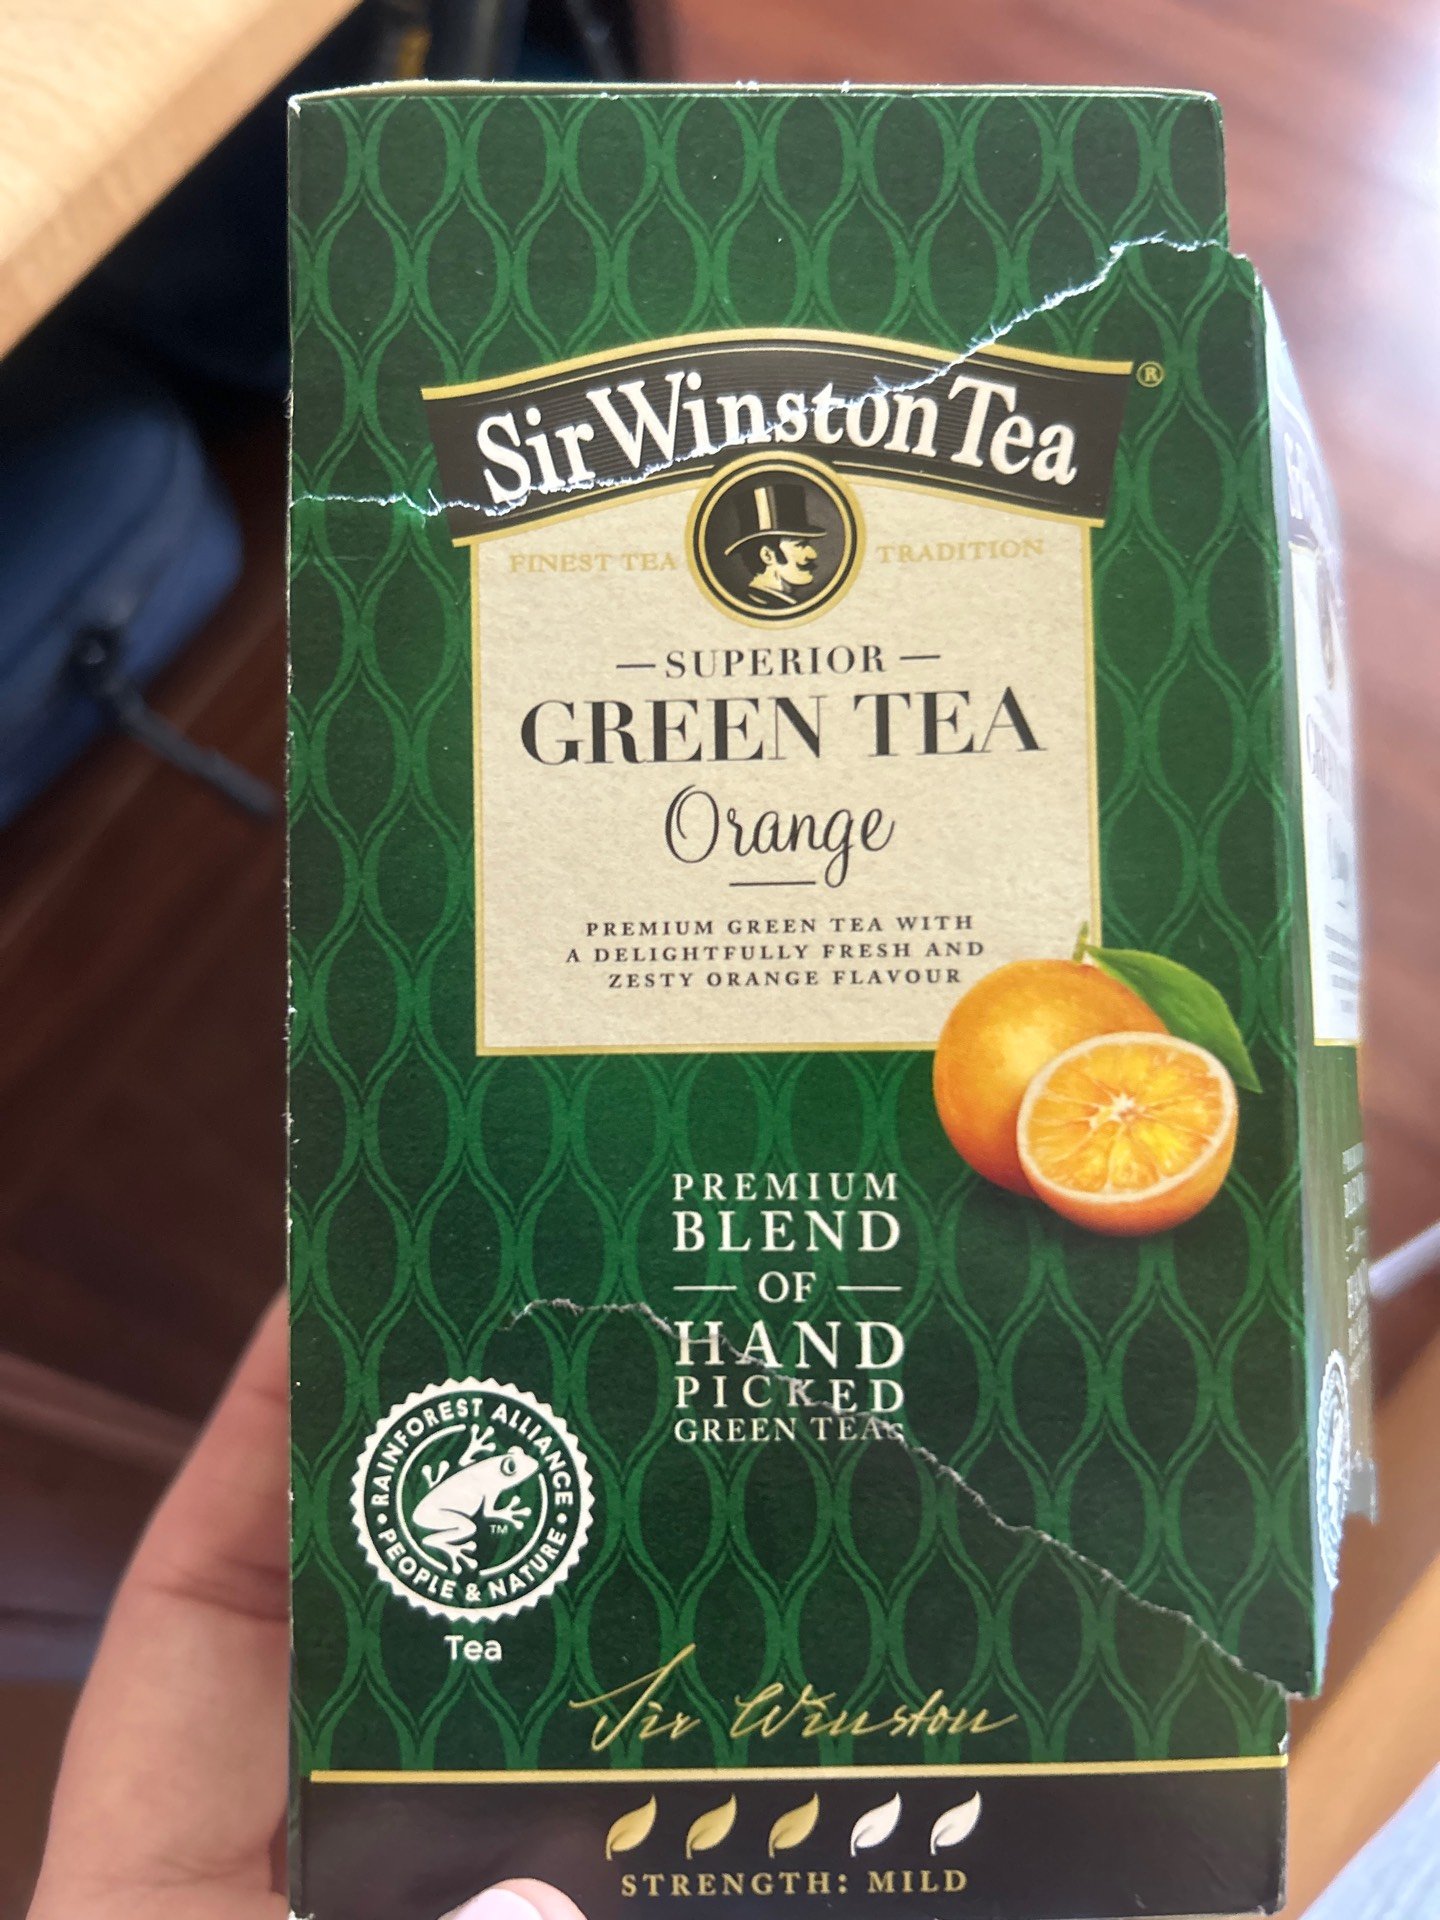 Sir Winston Tea®
FINEST TEA TRADITION
SUPERIOR
GREEN TEA
Orange
PREMIUM GREEN TEA WITH
A DELIGHTFULLY FRESH AND
ZESTY ORANGE FLAVOUR
PREMIUM
BLEND
OF
HAND
PICKED
GREEN TEAS
RAINFOREST ALLIANCE
PEOPLE & NATURE
TM
Tea
Sir Winston
STRENGTH: MILD